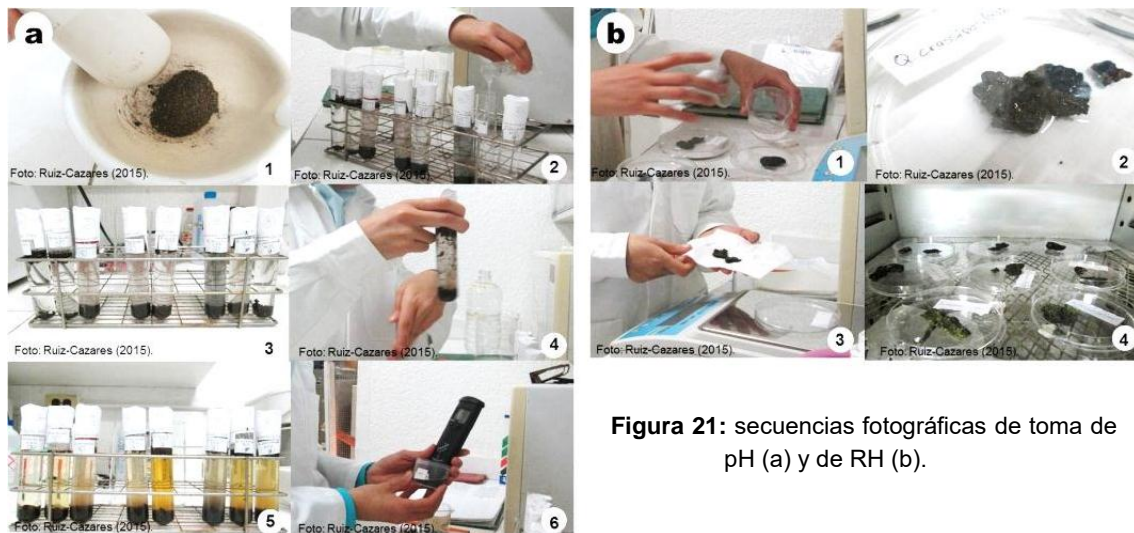 a
Foto: Ruiz-Cazares (2015).
1
Foto: Ruiz-Cazares (2015).
2
Foto: Ruiz-Cazares (2015).
3
Foto: Ruiz-Cazares (2015).
4
Foto: Ruiz-Cazares (2015).
5
Foto: Ruiz-Cazares (2015).
6
b
Foto: Ruiz-Cazares (2015).
1
Q.
Foto: Ruiz-Cazares (2015).
2
Foto: Ruiz-Cazares (2015).
3
Foto: Ruiz-Cazares (2015).
4
Figura 21: secuencias fotográficas de toma de
pH (a) y de RH (b).